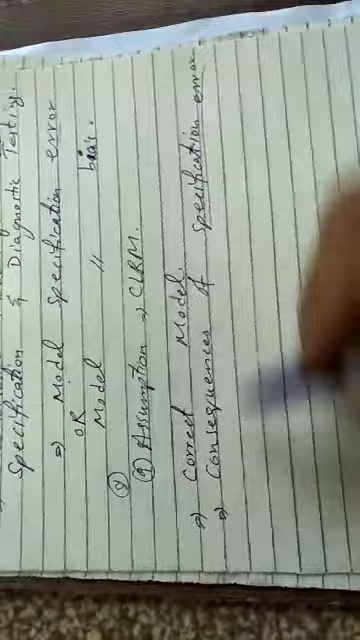 Specification & Diagnostic Testing.
⇒ Model specification error
OR
Model " bias.
⇒ CLRM.
Assumption
⇒ Correct Model.
⇒ Consequences of specification error